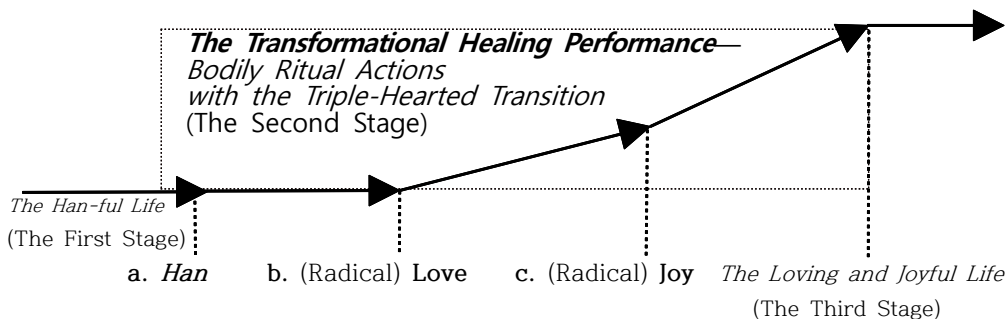 The Transformational Healing Performance—
Bodily Ritual Actions
with the Triple-Hearted Transition
(The Second Stage)
The Han-ful Life
(The First Stage)
a. Han
b. (Radical) Love
c. (Radical) Joy
The Loving and Joyful Life
(The Third Stage)